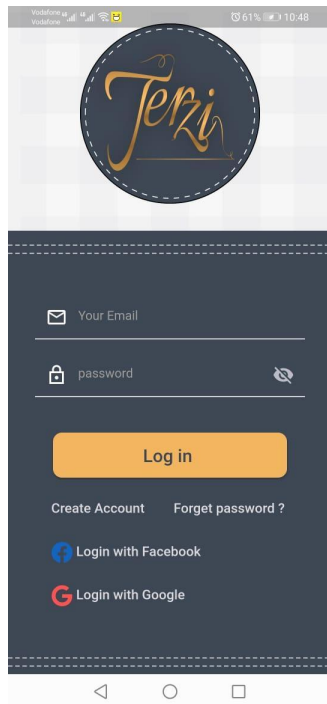 Vodafone
Vodafone
61% 10:48
Terzi
Your Email
password
Log in
Create Account Forget password ?
Login with Facebook
Login with Google